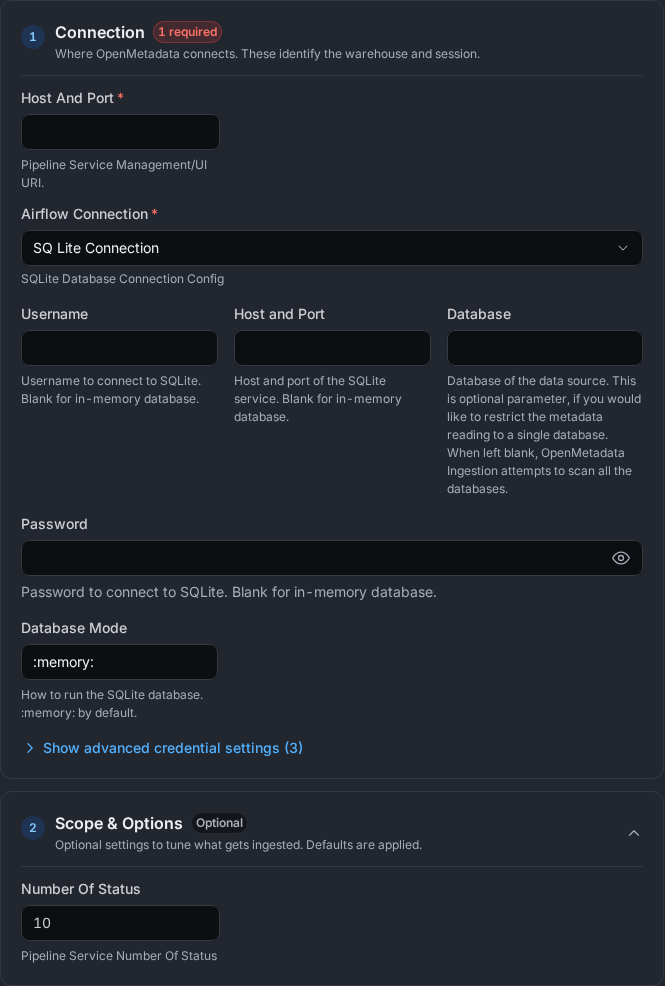 1
Connection
1 required
Where OpenMetadata connects. These identify the warehouse and session.
Host And Port *
Pipeline Service Management/UI
URI.
Airflow Connection *
SQ Lite Connection
SQLite Database Connection Config
Username
Username to connect to SQLite.
Blank for in-memory database.
Host and Port
Host and port of the SQLite
service. Blank for in-memory
database.
Database
Database of the data source. This
is optional parameter, if you would
like to restrict the metadata
reading to a single database.
When left blank, OpenMetadata
Ingestion attempts to scan all the
databases.
Password
Password to connect to SQLite. Blank for in-memory database.
Database Mode
:memory:
How to run the SQLite database.
:memory: by default.
Show advanced credential settings (3)
2
Scope & Options
Optional
Optional settings to tune what gets ingested. Defaults are applied.
Number Of Status
10
Pipeline Service Number Of Status